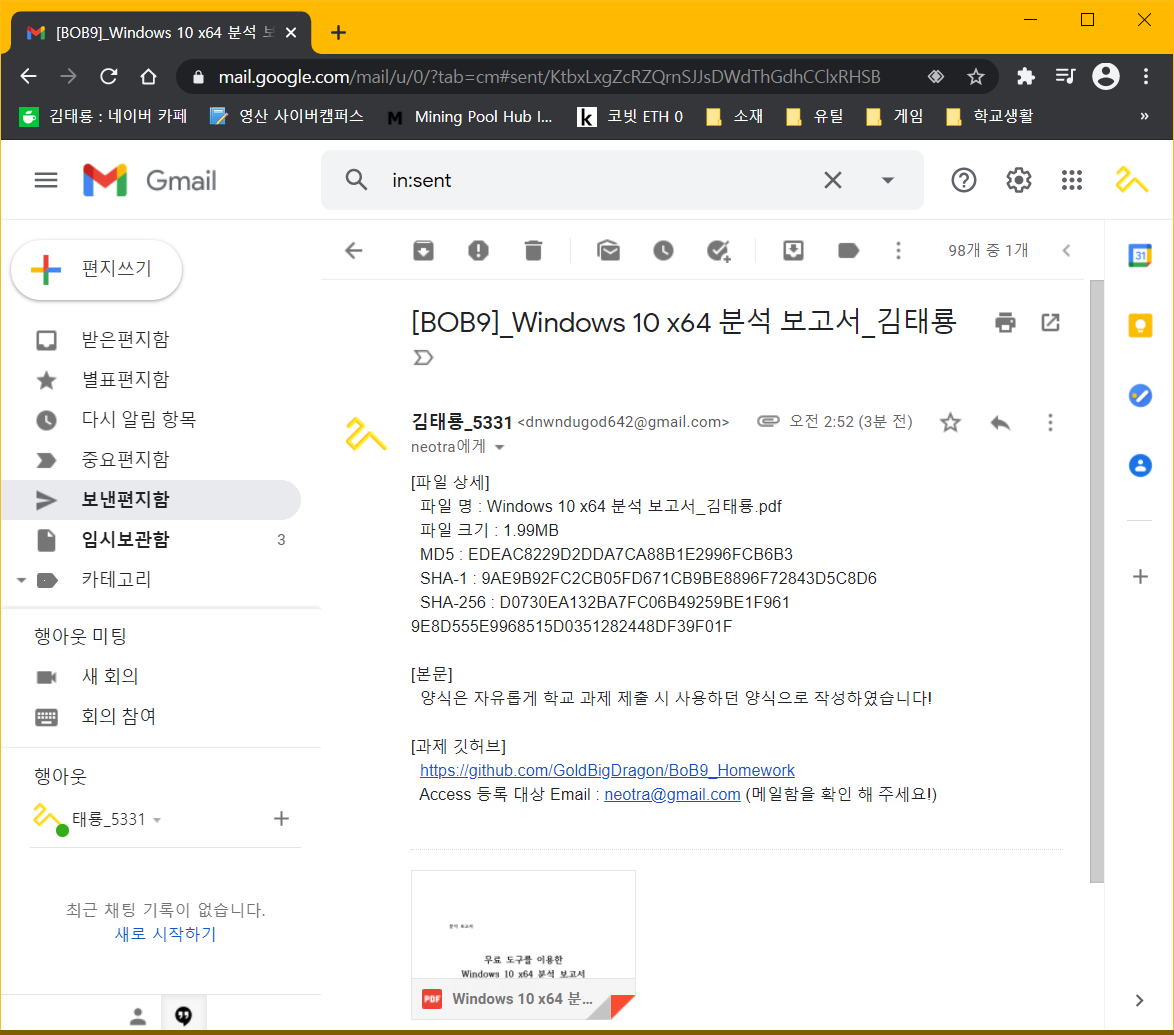 [BOB9]_Windows 10 x64 분석 보
mail.google.com/mail/u/0/?tab=cm#sent/KtbxLxgZcRZQrnSJJsDWdThGdhCClxRHSB
김태룡 : 네이버 카페 영산 사이버캠퍼스 Mining Pool Hub I... 코빗 ETH 0 소재 유틸 게임 학교생활 »
Gmail
in:sent
편지쓰기
98개 중 1개
받은편지함
별표편지함
다시 알림 항목
중요편지함
보낸편지함
임시보관함 3
카테고리
행아웃 미팅
새 회의
회의 참여
행아웃
태룡_5331
최근 채팅 기록이 없습니다.
새로 시작하기
[BOB9]_Windows 10 x64 분석 보고서_김태룡
김태룡_5331 <dnwndugod642@gmail.com> 오전 2:52 (3분 전)
neotra에게
[파일 상세]
파일 명 : Windows 10 x64 분석 보고서_김태룡.pdf
파일 크기 : 1.99MB
MD5 : EDEAC8229D2DDA7CA88B1E2996FCB6B3
SHA-1 : 9AE9B92FC2CB05FD671CB9BE8896F72843D5C8D6
SHA-256 : D0730EA132BA7FC06B49259BE1F961
9E8D555E9968515D0351282448DF39F01F
[본문]
양식은 자유롭게 학교 과제 제출 시 사용하던 양식으로 작성하였습니다!
[과제 깃허브]
https://github.com/GoldBigDragon/BoB9_Homework
Access 등록 대상 Email : neotra@gmail.com (메일함을 확인 해 주세요!)
분석 보고서
무료 도구를 이용한
Windows 10 x64 분석 보고서
PDF Windows 10 x64 분...
31